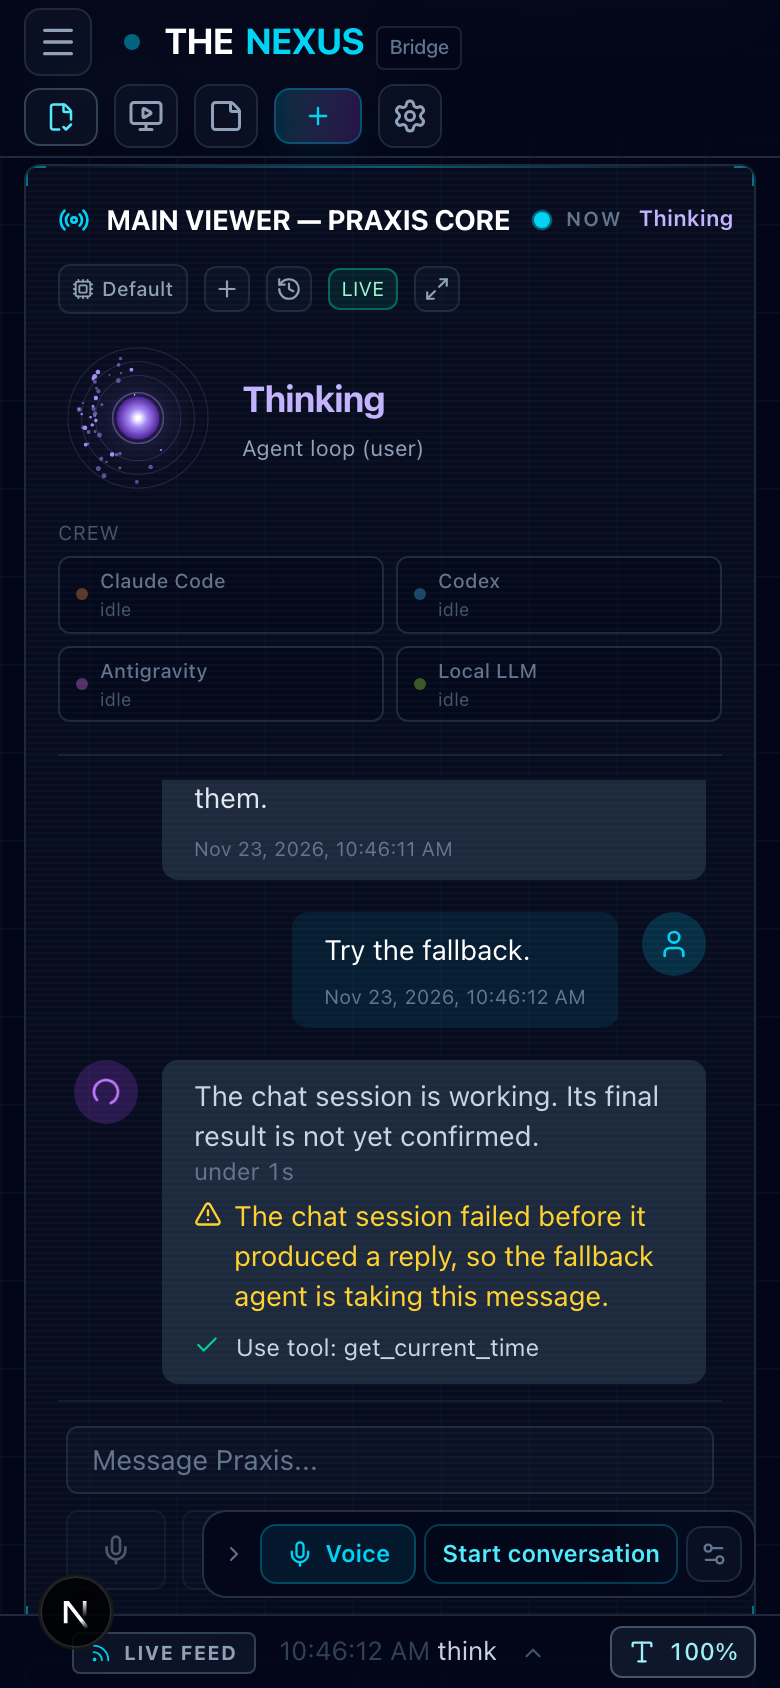 THE NEXUS Bridge
MAIN VIEWER — PRAXIS CORE NOW Thinking
Default LIVE
Thinking
Agent loop (user)
CREW
Claude Code
idle
Codex
idle
Antigravity
idle
Local LLM
idle
them.
Nov 23, 2026, 10:46:11 AM
Try the fallback.
Nov 23, 2026, 10:46:12 AM
The chat session is working. Its final
result is not yet confirmed.
under 1s
The chat session failed before it
produced a reply, so the fallback
agent is taking this message.
Use tool: get_current_time
Message Praxis...
Voice Start conversation
N
LIVE FEED 10:46:12 AM think 100%